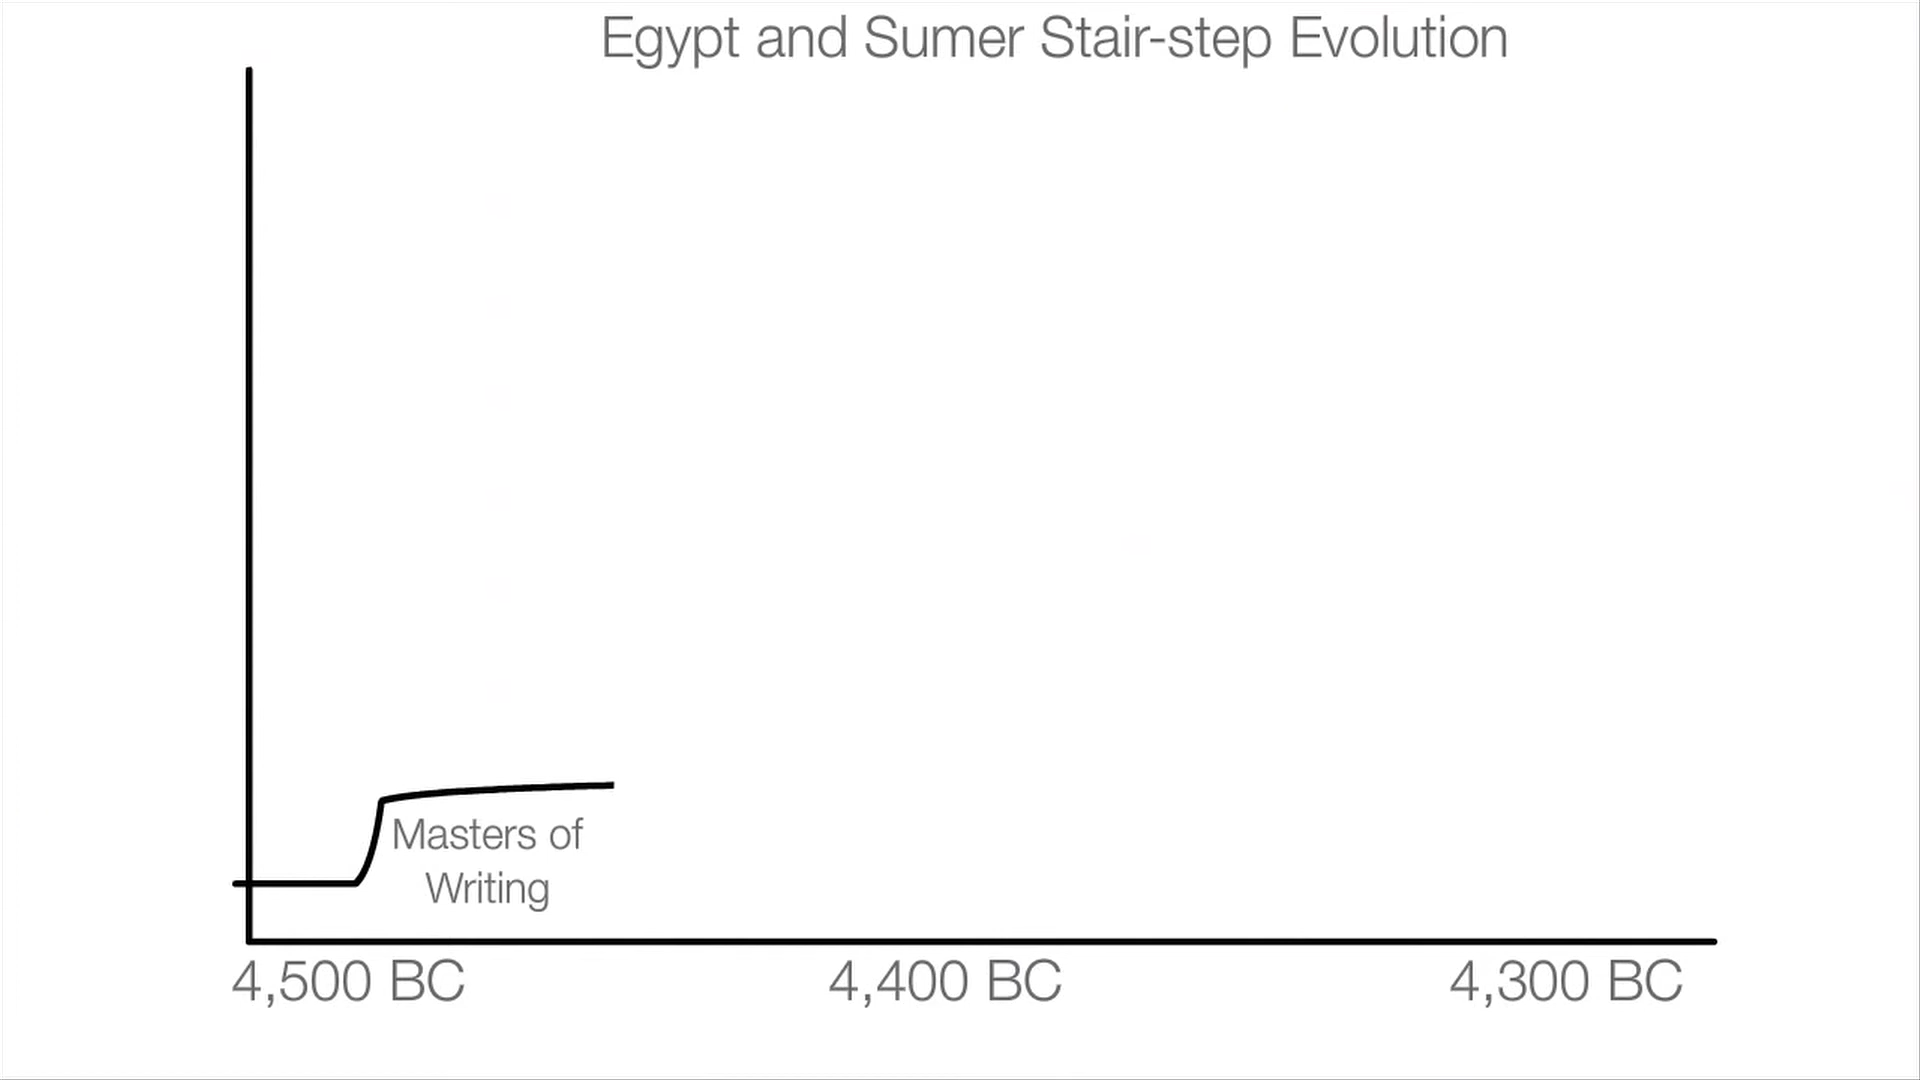 Egypt and Sumer Stair-step Evolution
Masters of
Writing
4,500 BC
4,400 BC
4,300 BC